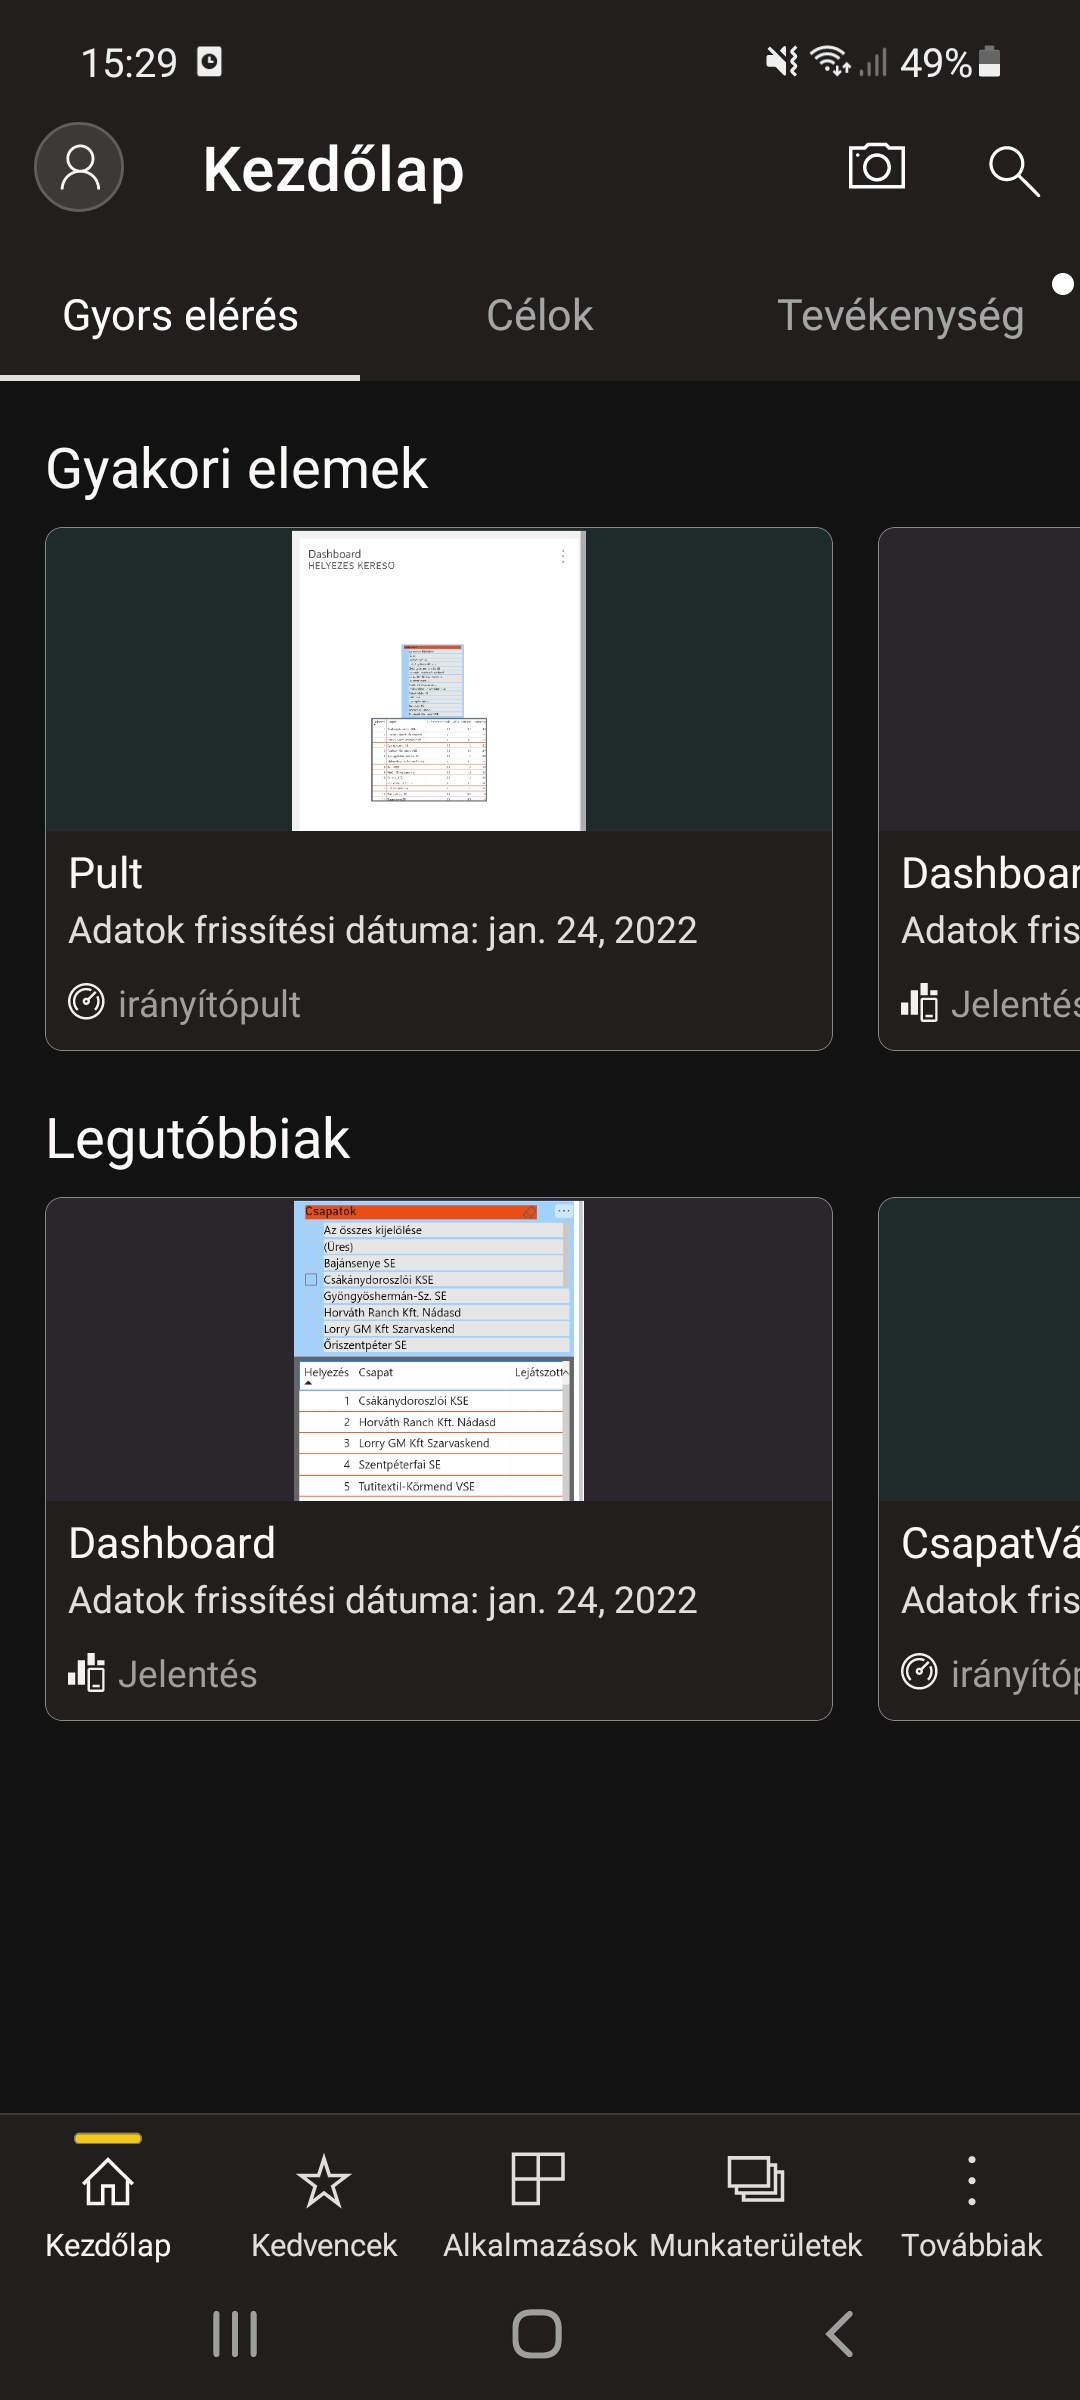 15:29
49%
Kezdőlap
Gyors elérés
Célok
Tevékenység
Gyakori elemek
Dashboard
HELYEZES KERESO
Pult
Adatok frissítési dátuma: jan. 24, 2022
irányítópult
Dashboar
Adatok fris
Jelentés
Legutóbbiak
Csapatok
Az összes kijelölése
(Üres)
Bajánsenye SE
Csákánydoroszlói KSE
Gyöngyöshermán-Sz. SE
Horváth Ranch Kft. Nádasd
Lorry GM Kft Szarvaskend
Őriszentpéter SE
Helyezés Csapat Lejátszott
1 Csákánydoroszlói KSE
2 Horváth Ranch Kft. Nádasd
3 Lorry GM Kft Szarvaskend
4 Szentpéterfai SE
5 Tutitextil-Körmend VSE
Dashboard
Adatok frissítési dátuma: jan. 24, 2022
Jelentés
CsapatVá
Adatok fris
irányítóp
Kezdőlap
Kedvencek
Alkalmazások
Munkaterületek
Továbbiak